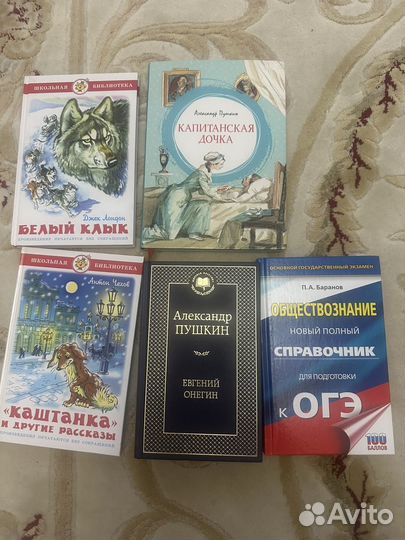 ШКОЛЬНАЯ БИБЛИОТЕКА
Джек Лондон
БЕЛЫЙ КЛЫК
ПРОИЗВЕДЕНИЕ ПЕЧАТАЕТСЯ БЕЗ СОКРАЩЕНИЙ
Александр Пушкин
КАПИТАНСКАЯ
ДОЧКА
ШКОЛЬНАЯ БИБЛИОТЕКА
Антон Чехов
«КАШТАНКА»
И ДРУГИЕ РАССКАЗЫ
ПРОИЗВЕДЕНИЯ ПЕЧАТАЮТСЯ БЕЗ СОКРАЩЕНИЙ
Александр
ПУШКИН
ЕВГЕНИЙ
ОНЕГИН
ОСНОВНОЙ ГОСУДАРСТВЕННЫЙ ЭКЗАМЕН
П.А. Баранов
ОБЩЕСТВОЗНАНИЕ
НОВЫЙ ПОЛНЫЙ
СПРАВОЧНИК
ДЛЯ ПОДГОТОВКИ
К ОГЭ
100
БАЛЛОВ
Avito